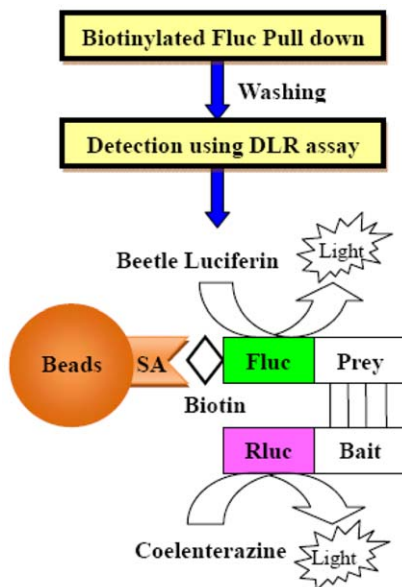 Biotinylated Fluc Pull down
Washing
Detection using DLR assay
Beetle Luciferin
Light
Beads
SA
Fluc
Prey
Biotin
Rluc
Bait
Coelenterazine
Light